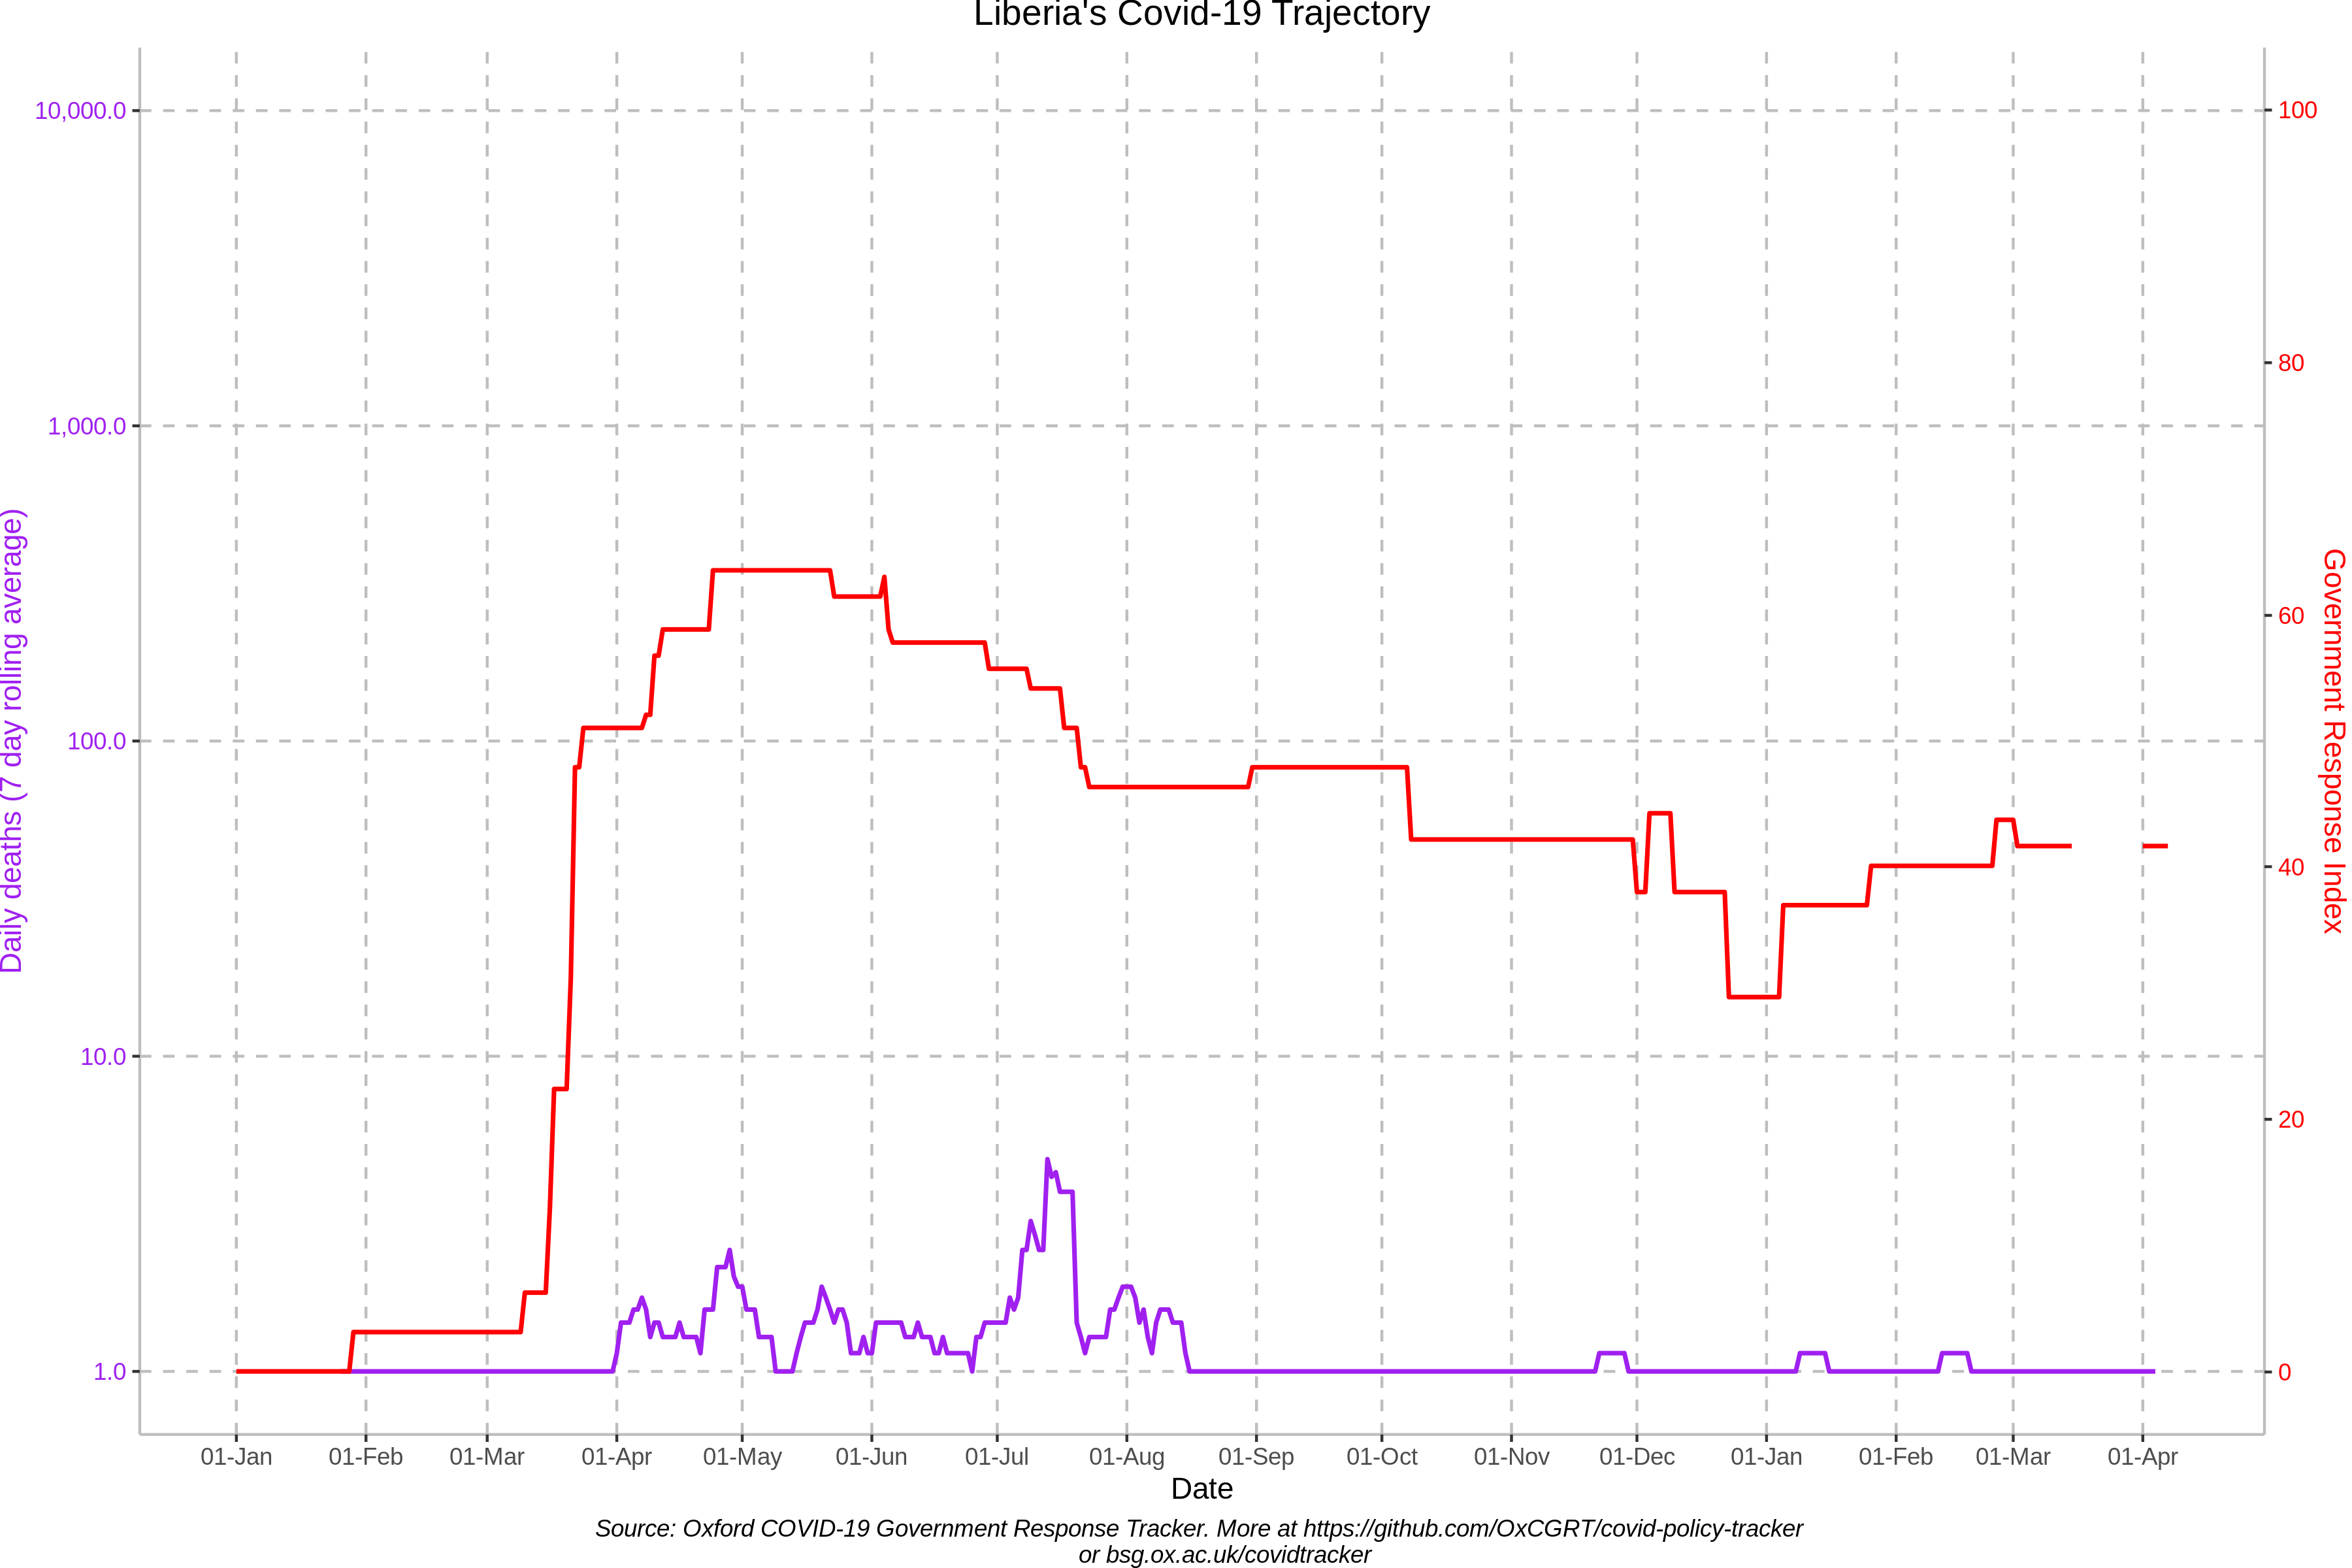 Liberia's Covid-19 Trajectory
10,000.0
1,000.0
100.0
10.0
1.0
Daily deaths (7 day rolling average)
100
80
60
40
20
0
Government Response Index
01-Jan 01-Feb 01-Mar 01-Apr 01-May 01-Jun 01-Jul 01-Aug 01-Sep 01-Oct 01-Nov 01-Dec 01-Jan 01-Feb 01-Mar 01-Apr
Date
Source: Oxford COVID-19 Government Response Tracker. More at https://github.com/OxCGRT/covid-policy-tracker
or bsg.ox.ac.uk/covidtracker